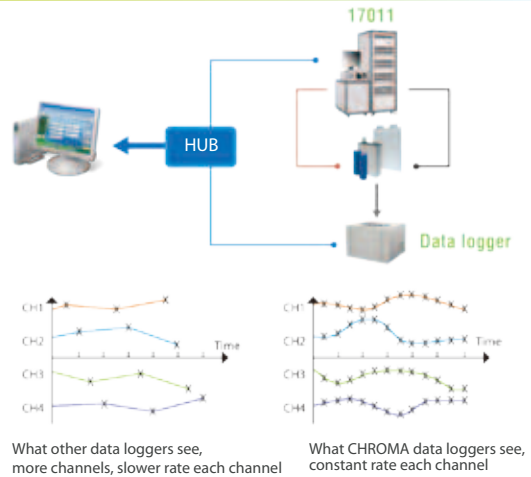 17011
HUB
Data logger
CH1
CH2
CH3
CH4
Time
CH1
CH2
CH3
CH4
Time
What other data loggers see,
more channels, slower rate each channel
What CHROMA data loggers see,
constant rate each channel